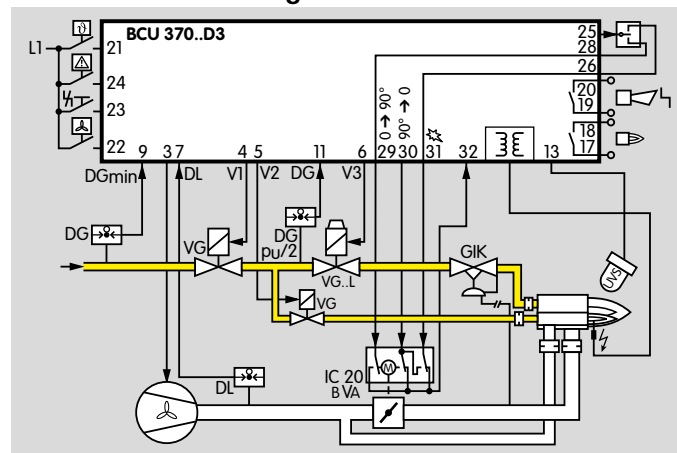 BCU 370..D3
L1
21
24
23
22
25
28
26
20
19
18
17
9 37 4 5 11 6 29 30 31 32 13
0 → 90°
90° → 0
DGmin
DL
V1
V2
DG
V3
DG
VG
DG
pu/2
VG..L
GIK
UVS
VG
IC 20
M
BVA
DL